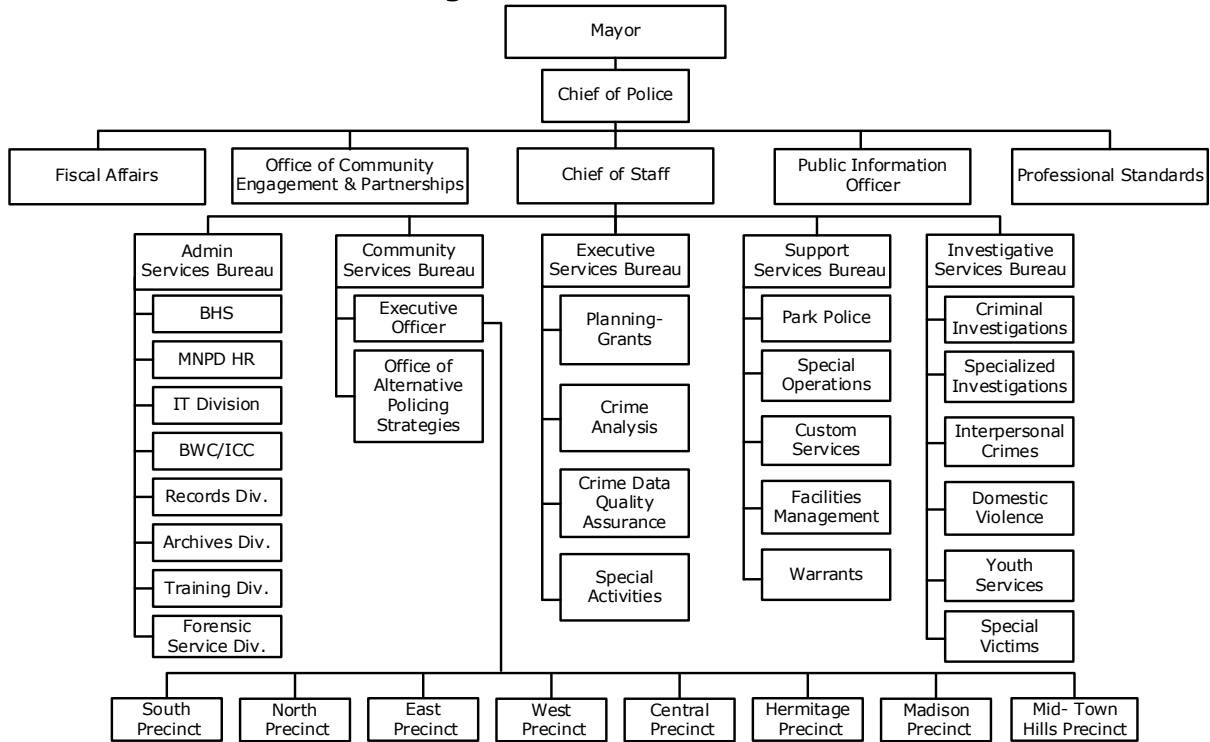 Mayor
Chief of Police
Fiscal Affairs
Office of Community
Engagement & Partnerships
Chief of Staff
Public Information
Officer
Professional Standards
Admin
Services Bureau
Community
Services Bureau
Executive
Services Bureau
Support
Services Bureau
Investigative
Services Bureau
BHS
MNPD HR
IT Division
BWC/ICC
Records Div.
Archives Div.
Training Div.
Forensic
Service Div.
Executive
Officer
Office of
Alternative
Policing
Strategies
Planning-
Grants
Crime
Analysis
Crime Data
Quality
Assurance
Special
Activities
Park Police
Special
Operations
Custom
Services
Facilities
Management
Warrants
Criminal
Investigations
Specialized
Investigations
Interpersonal
Crimes
Domestic
Violence
Youth
Services
Special
Victims
South
Precinct
North
Precinct
East
Precinct
West
Precinct
Central
Precinct
Hermitage
Precinct
Madison
Precinct
Mid- Town
Hills Precinct